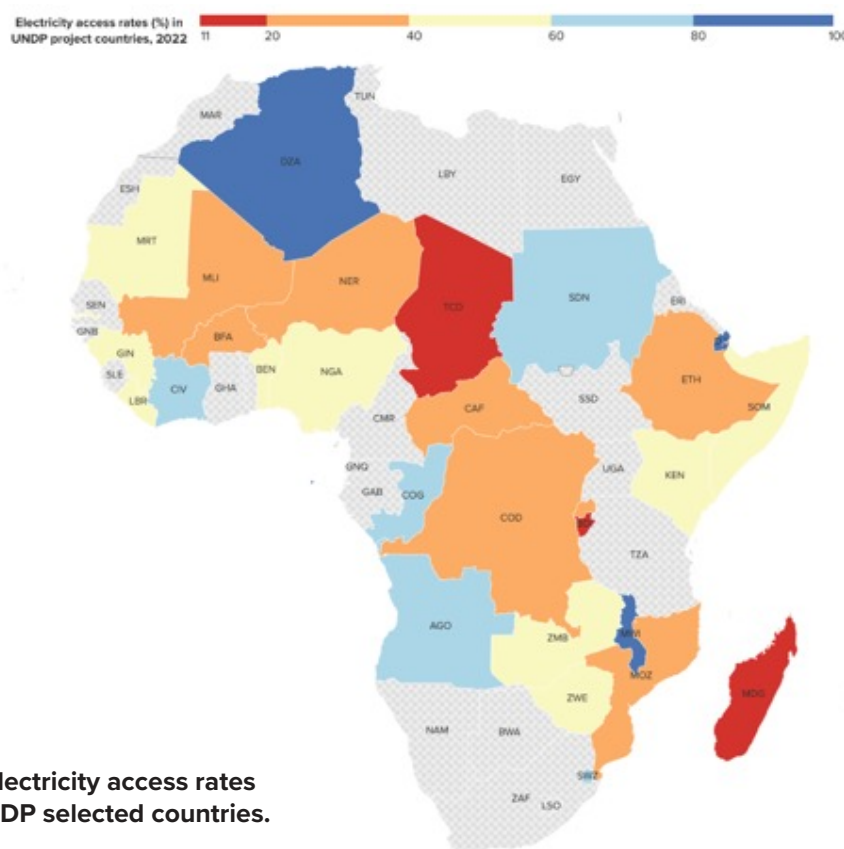 Electricity access rates (%) in
UNDP project countries, 2022
11 20 40 60 80 100
TUN
MAR
DZA
LBY
EGY
ESH
MRT
MLI
NER
TCD
SDN
ERI
SEN
GNB
BFA
GIN
BEN
NGA
SLE
CIV
GHA
LBR
ETH
SOM
SSD
CAF
CMR
GNQ
UGA
KEN
GAB
COG
COD
TZA
AGO
MWI
ZMB
MOZ
ZWE
MDG
NAM
BWA
SWZ
ZAF
LSO
lectricity access rates
DP selected countries.